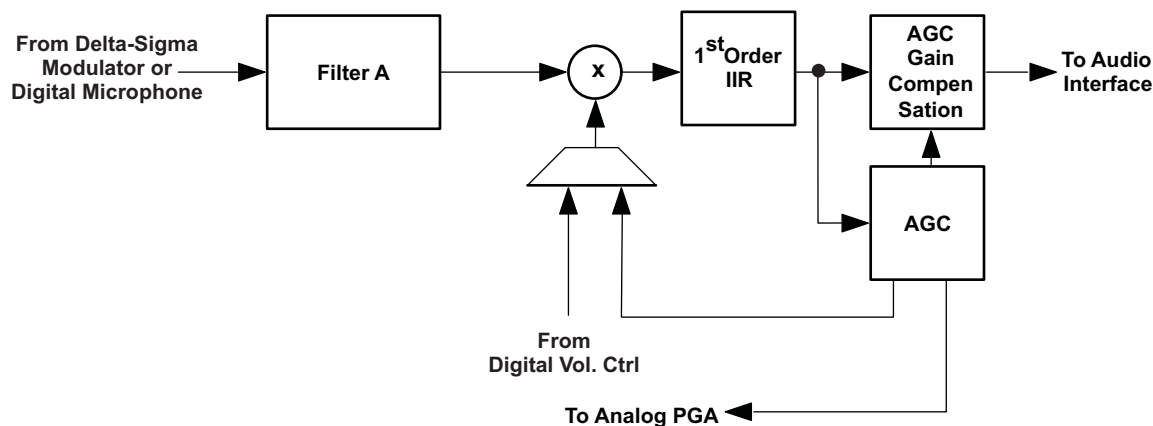 From Delta-Sigma
Modulator or
Digital Microphone
Filter A
x
1st Order
IIR
AGC
Gain
Compen
Sation
To Audio
Interface
AGC
From
Digital Vol. Ctrl
To Analog PGA